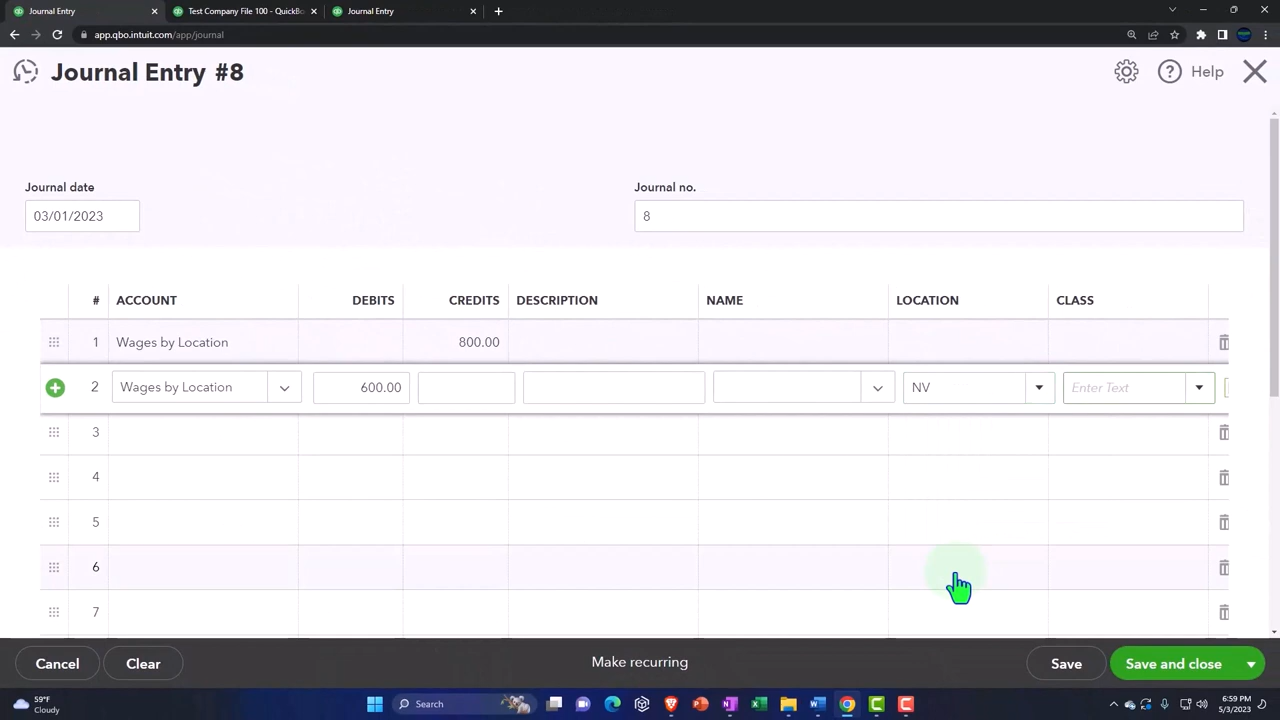 Journal Entry
Test Company File 100 - QuickBo
Journal Entry
app.qbo.intuit.com/app/journal
Journal Entry #8
Help
Journal date
Journal no.
03/01/2023
8
# ACCOUNT DEBITS CREDITS DESCRIPTION NAME LOCATION CLASS
1 Wages by Location 800.00
2 Wages by Location 600.00 NV Enter Text
3
4
5
6
7
Cancel Clear Make recurring Save Save and close
59°F
Cloudy
Search
6:59 PM
5/3/2023